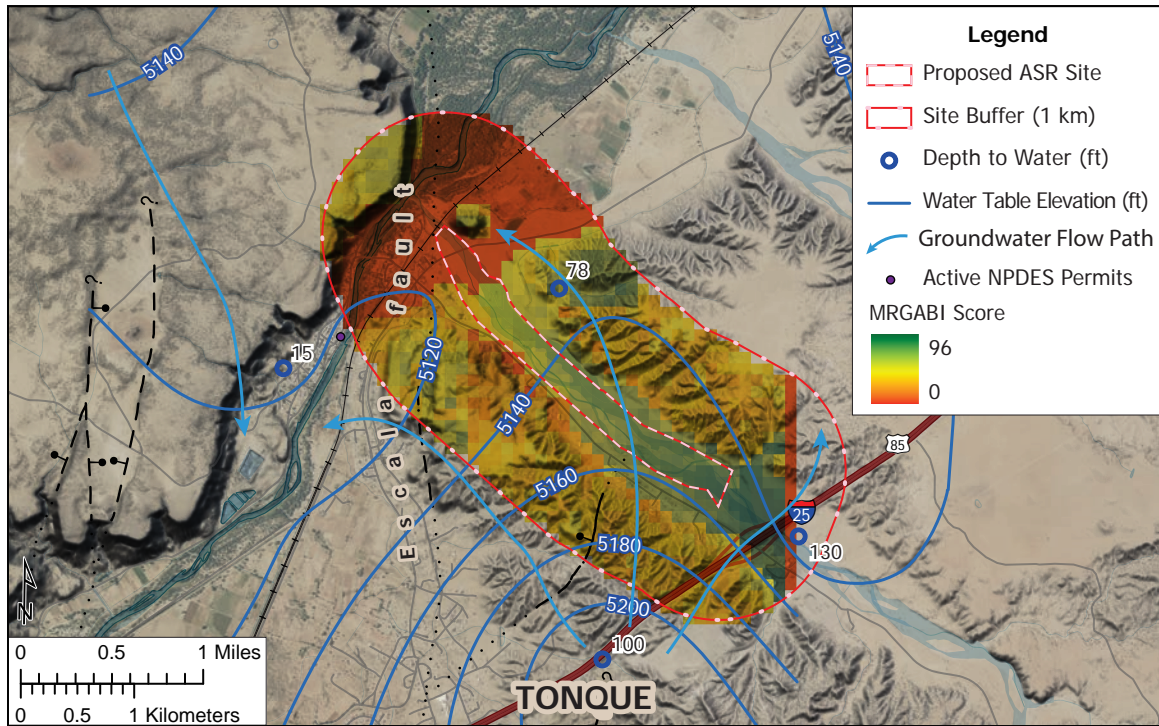 5140
5140
Legend
Proposed ASR Site
Site Buffer (1 km)
Depth to Water (ft)
Water Table Elevation (ft)
Groundwater Flow Path
Active NPDES Permits
MRGABI Score
96
0
?
?
Escala fault
78
15
5120
5140
5160
5180
5200
85
25
130
100
N
TONQUE
0 0.5 1 Miles
0 0.5 1 Kilometers